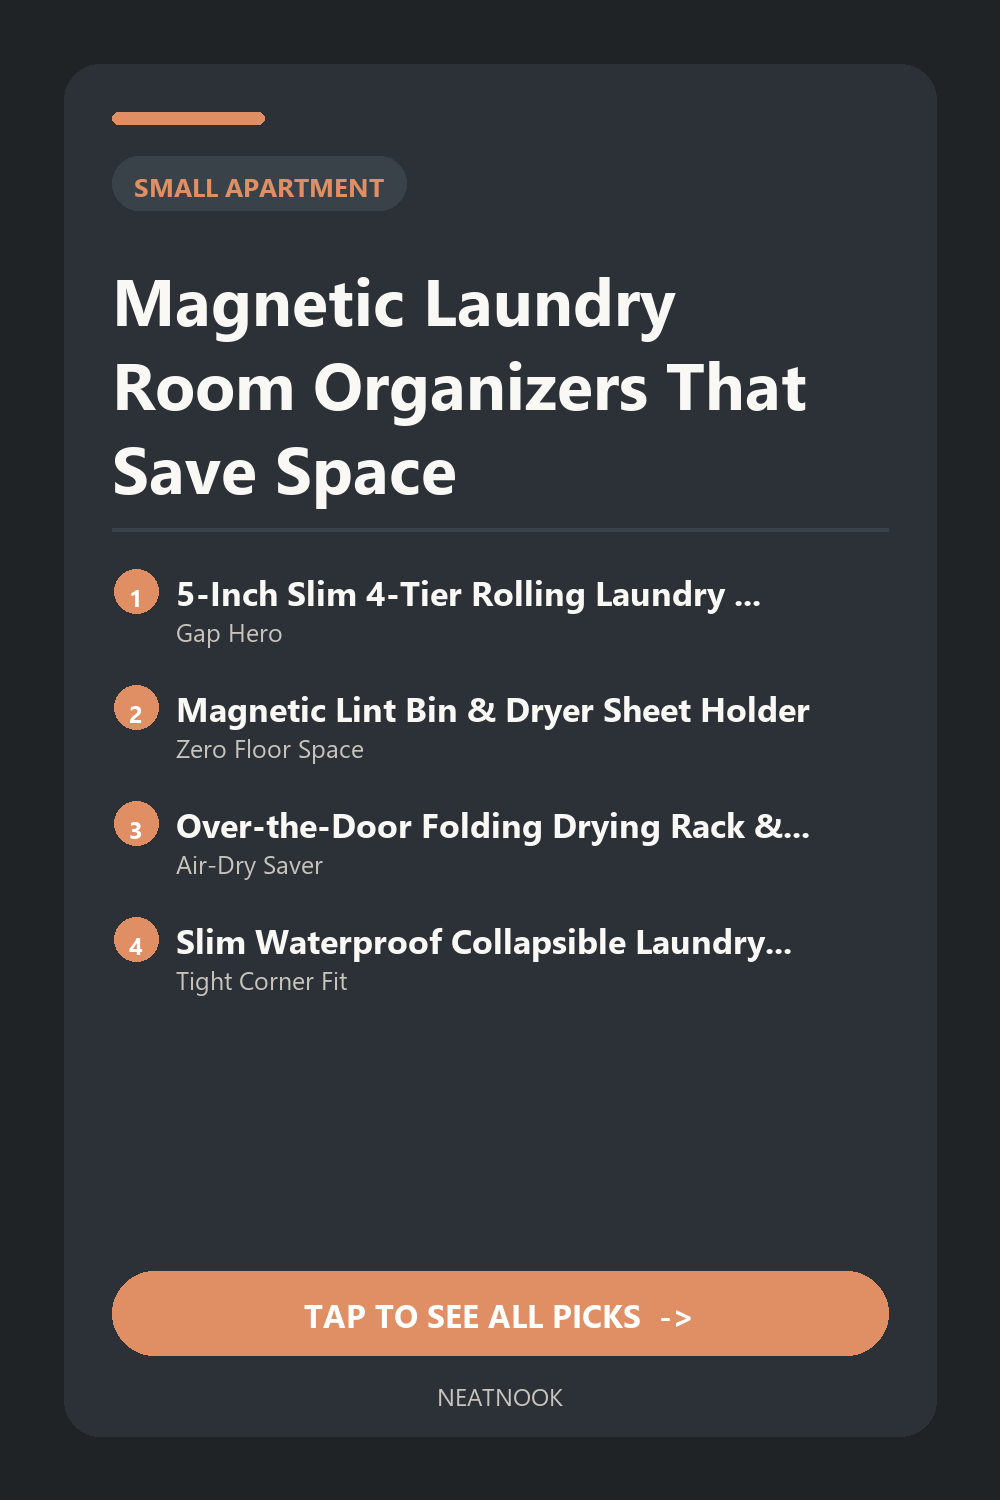 SMALL APARTMENT
Magnetic Laundry
Room Organizers That
Save Space
1 5-Inch Slim 4-Tier Rolling Laundry ...
Gap Hero
2 Magnetic Lint Bin & Dryer Sheet Holder
Zero Floor Space
3 Over-the-Door Folding Drying Rack &...
Air-Dry Saver
4 Slim Waterproof Collapsible Laundry...
Tight Corner Fit
TAP TO SEE ALL PICKS ->
NEATNOOK